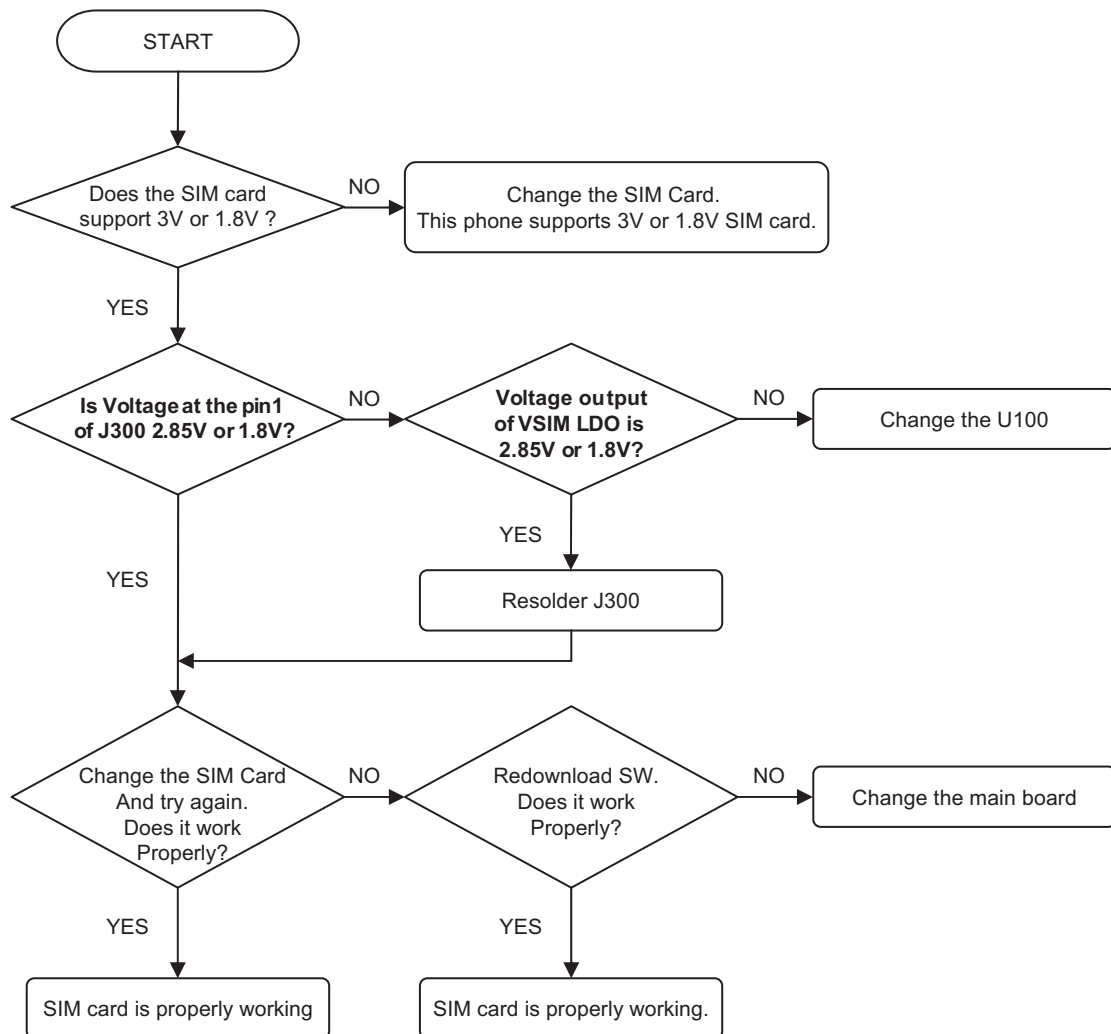 START
Does the SIM card
support 3V or 1.8V ?
NO
Change the SIM Card.
This phone supports 3V or 1.8V SIM card.
YES
Is Voltage at the pin1
of J300 2.85V or 1.8V?
NO
Voltage output
of VSIM LDO is
2.85V or 1.8V?
NO
Change the U100
YES
YES
Resolder J300
Change the SIM Card
And try again.
Does it work
Properly?
NO
Redownload SW.
Does it work
Properly?
NO
Change the main board
YES
YES
SIM card is properly working
SIM card is properly working.